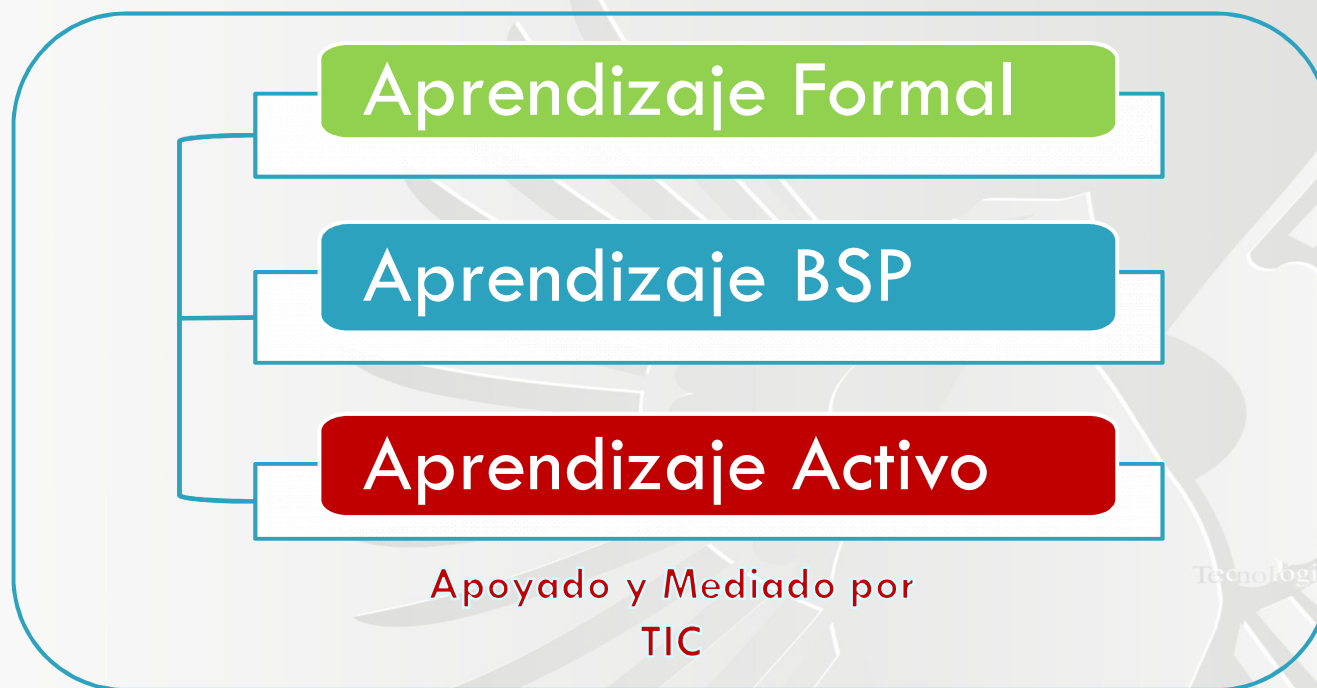 Aprendizaje Formal
Aprendizaje BSP
Aprendizaje Activo
Apoyado y Mediado por
TIC